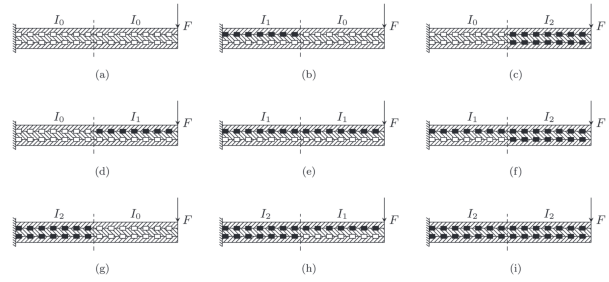 I₀ I₀ F
I₁ I₀ F
I₀ I₂ F
(a)
(b)
(c)
I₀ I₁ F
I₁ I₁ F
I₁ I₂ F
(d)
(e)
(f)
I₂ I₀ F
I₂ I₁ F
I₂ I₂ F
(g)
(h)
(i)